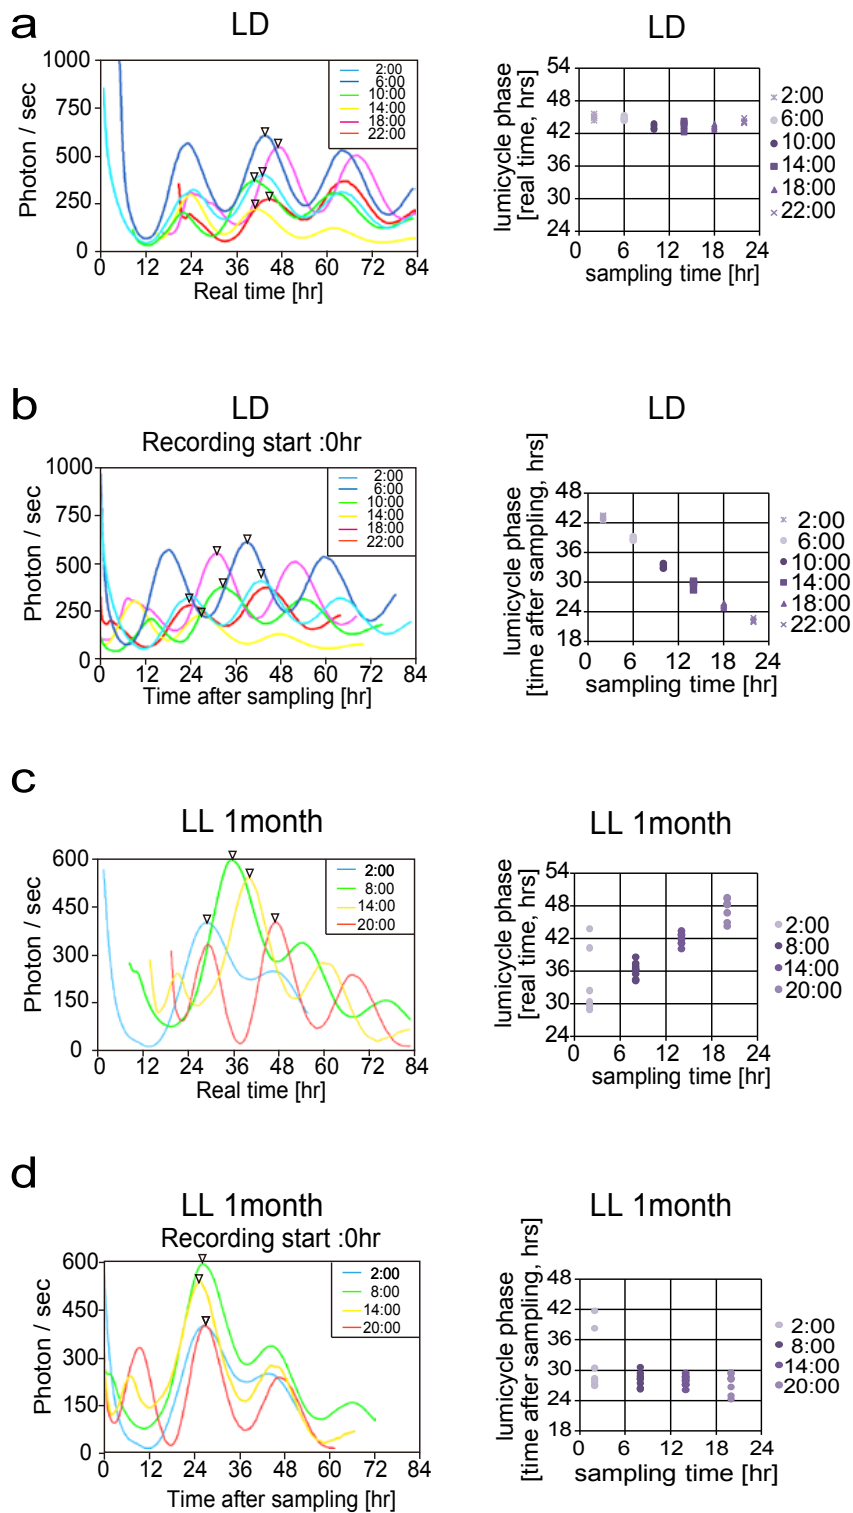 a
LD
LD
1000
750
500
250
0
Photon / sec
2:00
6:00
10:00
14:00
18:00
22:00
0 12 24 36 48 60 72 84
Real time [hr]
lumicycle phase
[real time, hrs]
54
48
42
36
30
24
0 6 12 18 24
sampling time [hr]
2:00
6:00
10:00
14:00
18:00
22:00
b
LD
Recording start :0hr
LD
1000
750
500
250
0
Photon / sec
2:00
6:00
10:00
14:00
18:00
22:00
0 12 24 36 48 60 72 84
Time after sampling [hr]
lumicycle phase
[time after sampling, hrs]
48
42
36
30
24
18
0 6 12 18 24
sampling time [hr]
2:00
6:00
10:00
14:00
18:00
22:00
c
LL 1month
LL 1month
600
450
300
150
0
Photon / sec
2:00
8:00
14:00
20:00
0 12 24 36 48 60 72 84
Real time [hr]
lumicycle phase
[real time, hrs]
54
48
42
36
30
24
0 6 12 18 24
sampling time [hr]
2:00
8:00
14:00
20:00
d
LL 1month
Recording start :0hr
LL 1month
600
450
300
150
0
Photon / sec
2:00
8:00
14:00
20:00
0 12 24 36 48 60 72 84
Time after sampling [hr]
lumicycle phase
[time after sampling, hrs]
48
42
36
30
24
18
0 6 12 18 24
sampling time [hr]
2:00
8:00
14:00
20:00